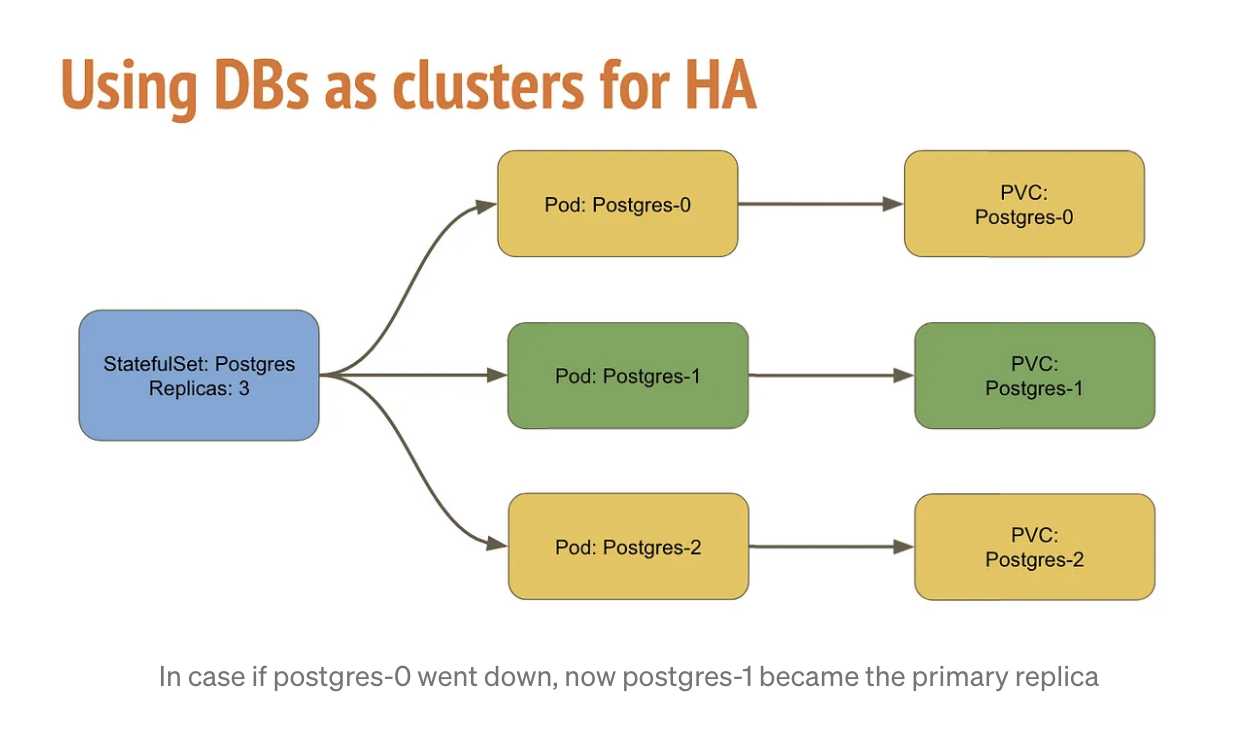 Using DBs as clusters for HA
Pod: Postgres-0
PVC:
Postgres-0
StatefulSet: Postgres
Replicas: 3
Pod: Postgres-1
PVC:
Postgres-1
Pod: Postgres-2
PVC:
Postgres-2
In case if postgres-0 went down, now postgres-1 became the primary replica